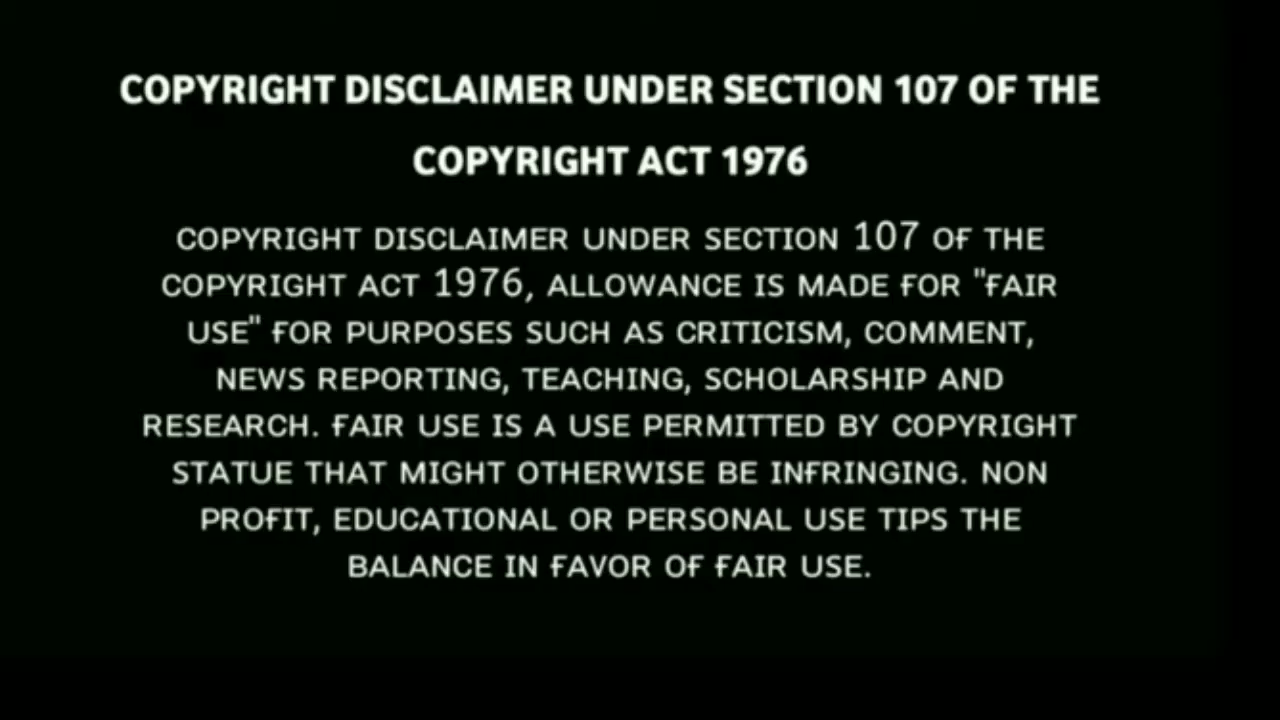 COPYRIGHT DISCLAIMER UNDER SECTION 107 OF THE
COPYRIGHT ACT 1976
COPYRIGHT DISCLAIMER UNDER SECTION 107 OF THE
COPYRIGHT ACT 1976, ALLOWANCE IS MADE FOR "FAIR
USE" FOR PURPOSES SUCH AS CRITICISM, COMMENT,
NEWS REPORTING, TEACHING, SCHOLARSHIP AND
RESEARCH. FAIR USE IS A USE PERMITTED BY COPYRIGHT
STATUE THAT MIGHT OTHERWISE BE INFRINGING. NON
PROFIT, EDUCATIONAL OR PERSONAL USE TIPS THE
BALANCE IN FAVOR OF FAIR USE.